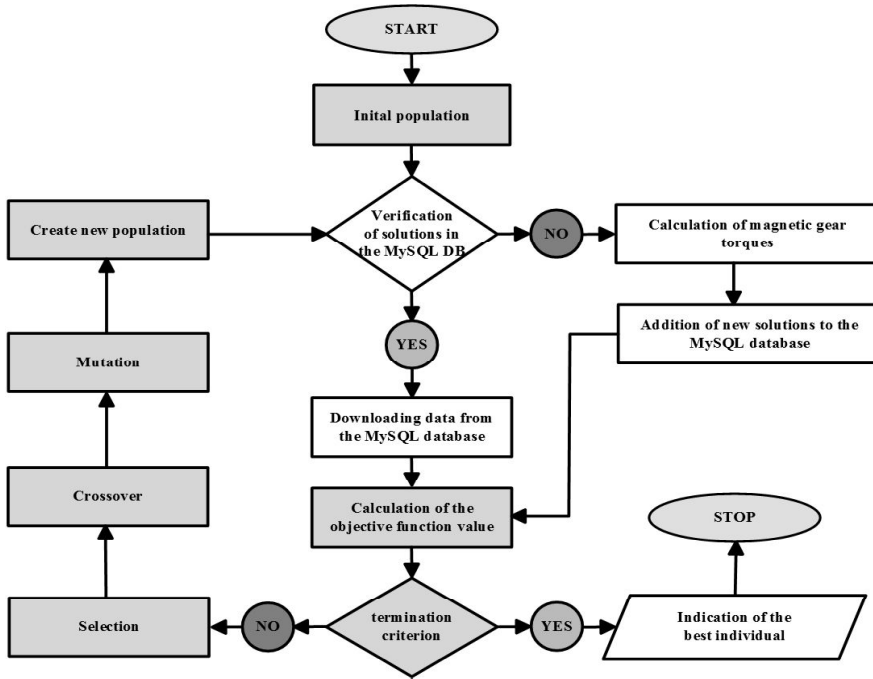 START
Inital population
Verification
of solutions in
the MySQL DB
NO
Calculation of magnetic gear
torques
Create new population
YES
Addition of new solutions to the
MySQL database
Mutation
Downloading data from
the MySQL database
Crossover
Calculation of the
objective function value
STOP
Selection
NO
termination
criterion
YES
Indication of the
best individual